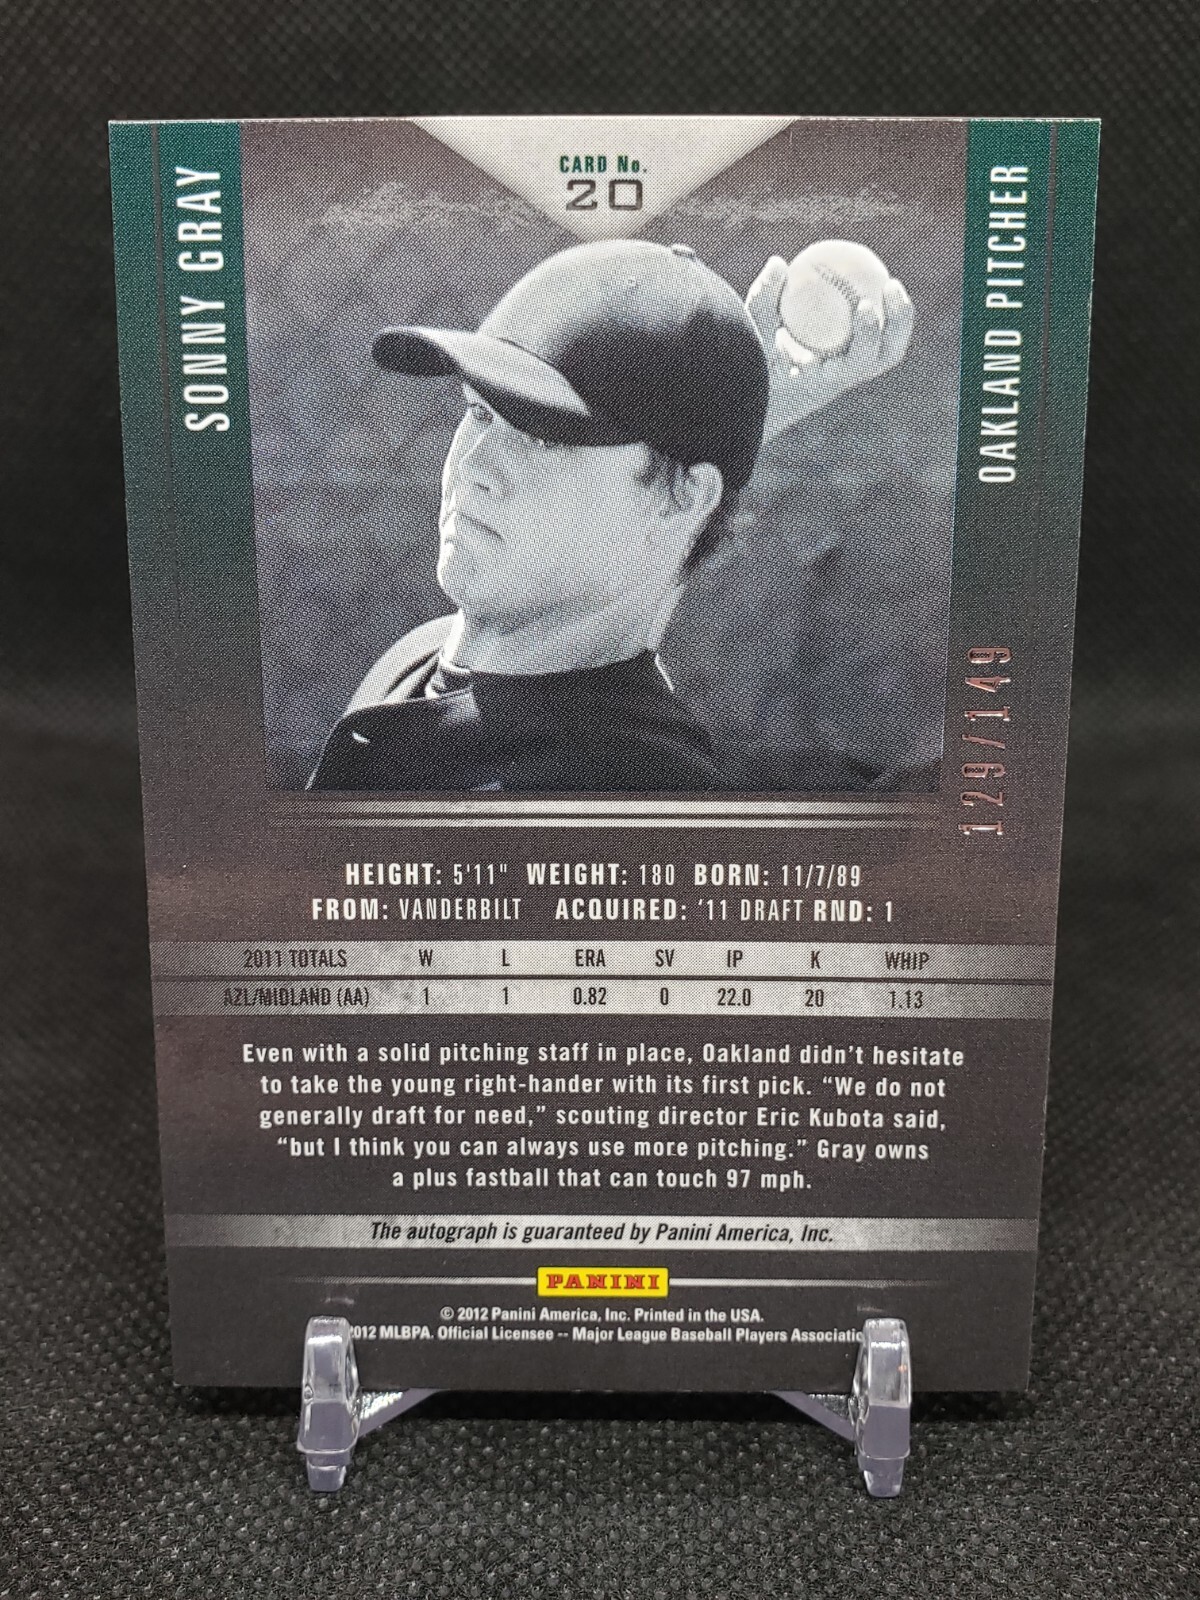 CARD No.
20
SONNY GRAY
OAKLAND PITCHER
129/149
HEIGHT: 5'11" WEIGHT: 180 BORN: 11/7/89
FROM: VANDERBILT ACQUIRED: '11 DRAFT RND: 1
2011 TOTALS W L ERA SV IP K WHIP
AZL/MIDLAND (AA) 1 1 0.82 0 22.0 20 1.13
Even with a solid pitching staff in place, Oakland didn't hesitate
to take the young right-hander with its first pick. “We do not
generally draft for need,” scouting director Eric Kubota said,
“but I think you can always use more pitching.” Gray owns
a plus fastball that can touch 97 mph.
The autograph is guaranteed by Panini America, Inc.
PANINI
© 2012 Panini America, Inc. Printed in the USA.
2012 MLBPA. Official Licensee -- Major League Baseball Players